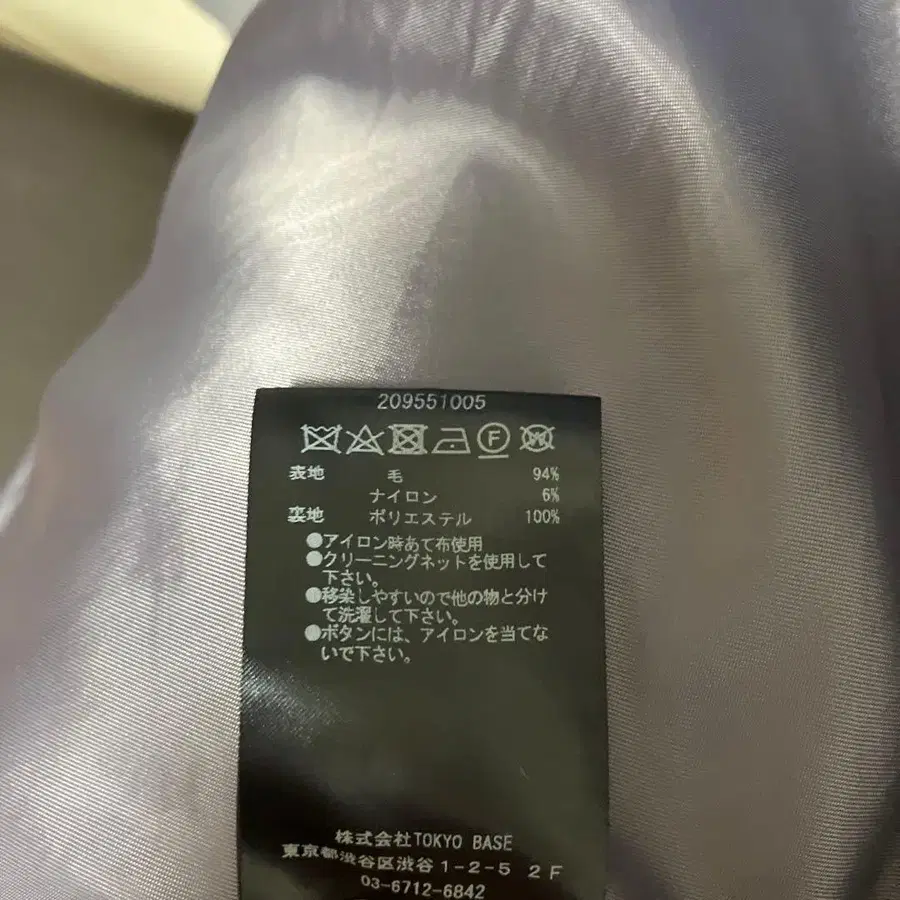 209551005
F W
表地 毛 94%
ナイロン 6%
裏地 ポリエステル 100%
●アイロン時あて布使用
●クリーニングネットを使用して
下さい。
●移染しやすいので他の物と分け
て洗濯して下さい。
●ボタンには、アイロンを当てな
いで下さい。
株式会社TOKYO BASE
東京都渋谷区渋谷1-2-5 2F
03-6712-6842